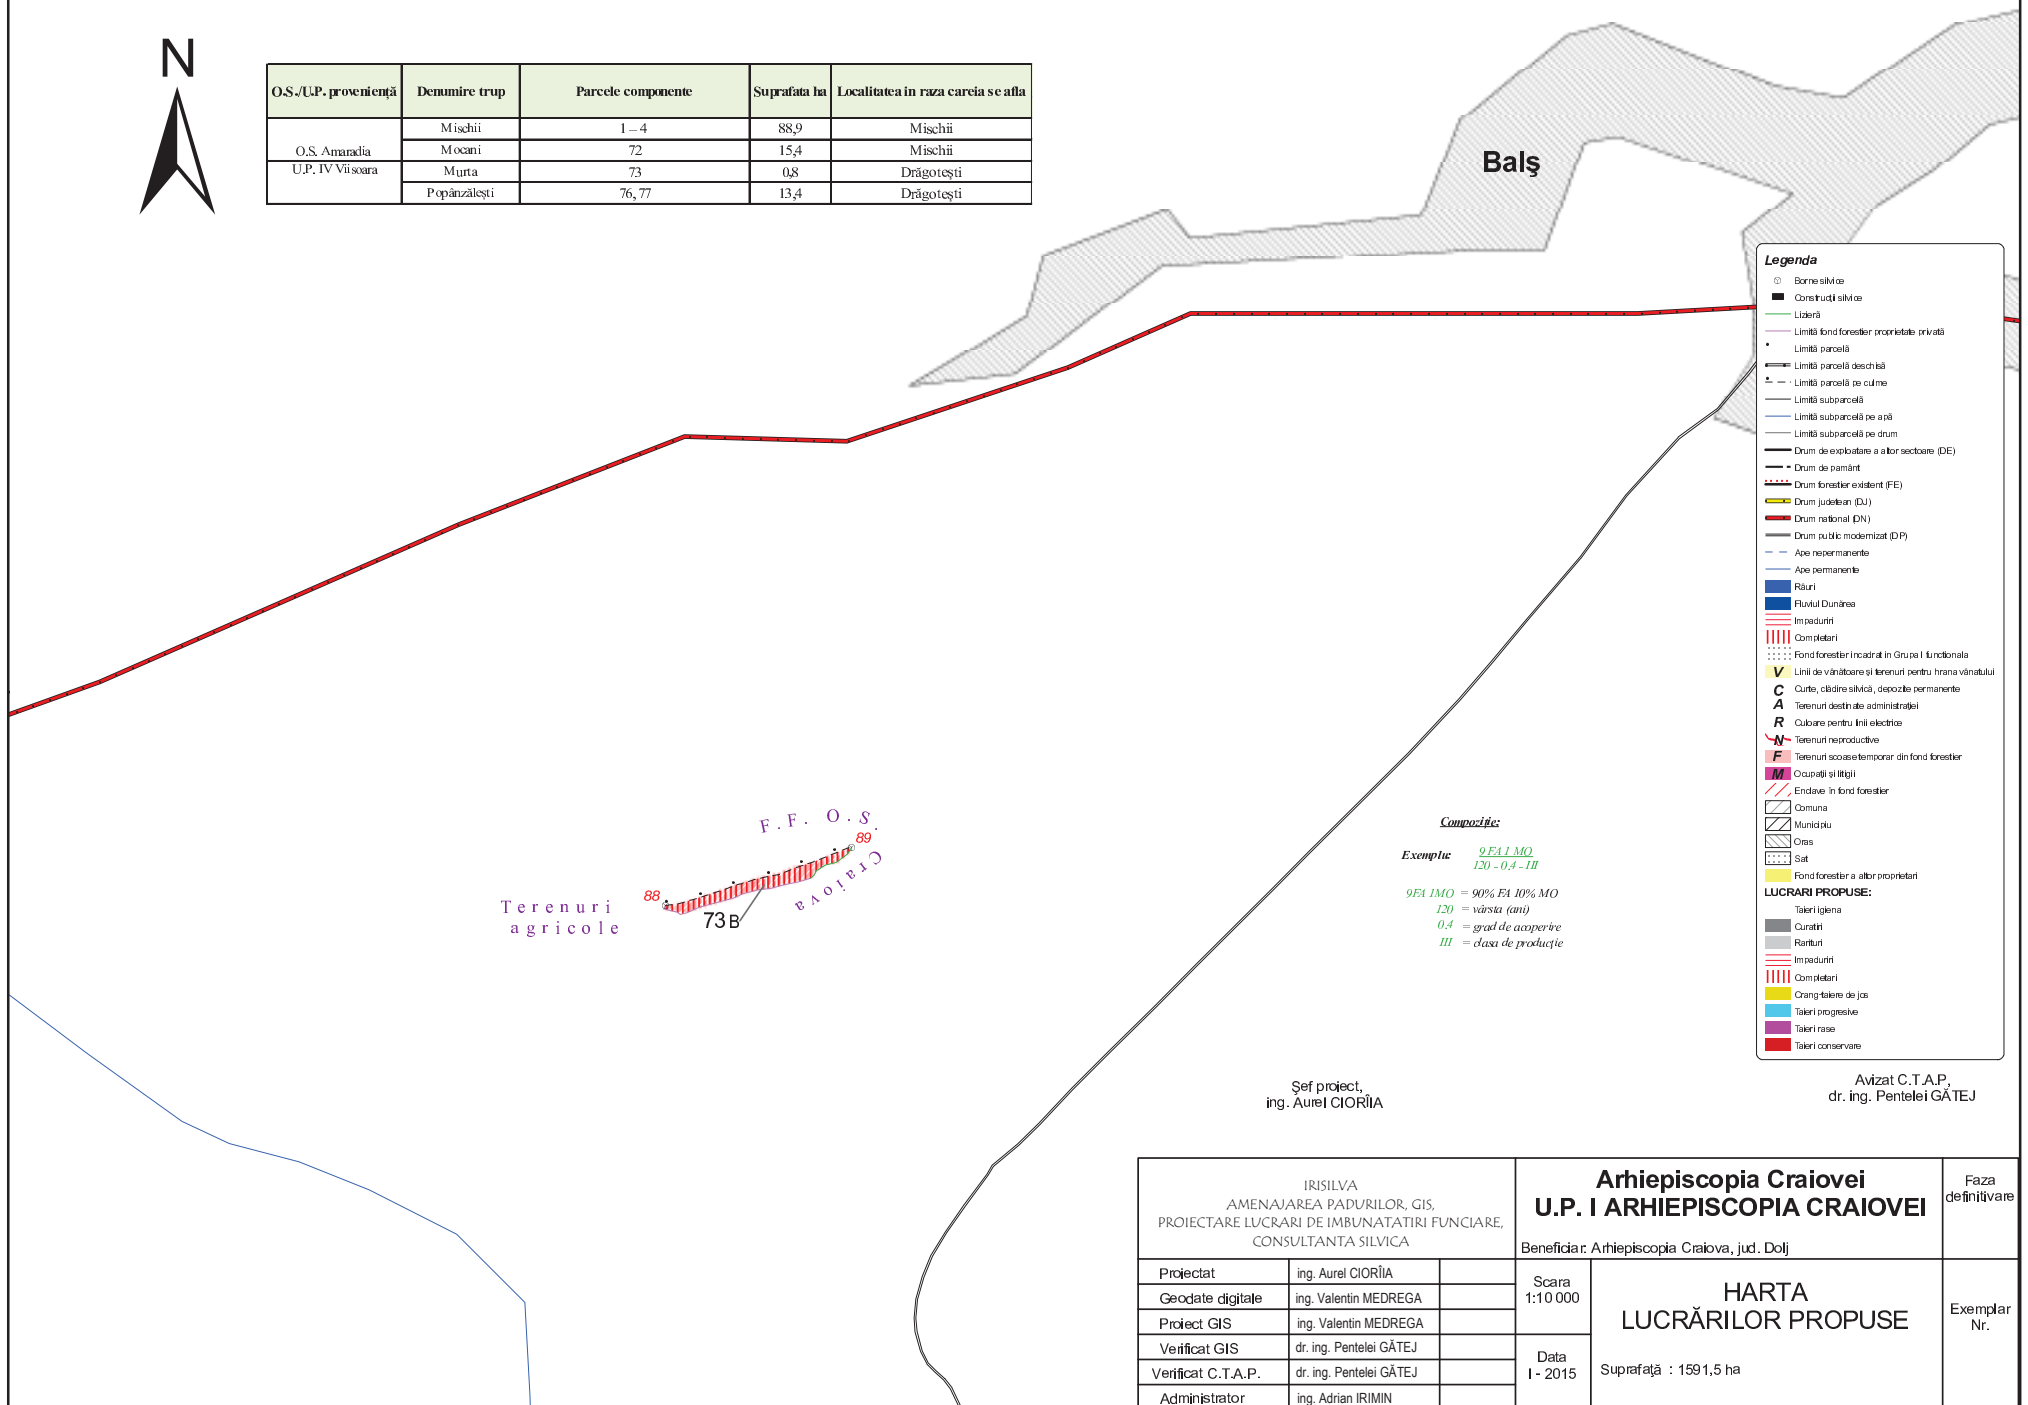 N
O.S./U.P. proveniență Denumire trup Parcele componente Suprafata ha Localitatea in raza careia se afla
O.S. Amaradia
U.P. IV Viisoara
Mischii 1 – 4 88,9 Mischii
Mocani 72 15,4 Mischii
Murta 73 0,8 Drăgotești
Popânzălești 76, 77 13,4 Drăgotești
Balş
Legenda
Borne silvice
Construcții silvice
Lizieră
Limită fond forestier proprietate privată
Limită parcelă
Limită parcelă deschisă
Limită parcelă pe culme
Limită subparcelă
Limită subparcelă pe apă
Limită subparcelă pe drum
Drum de exploatare a altor sectoare (DE)
Drum de pamânt
Drum forestier existent (FE)
Drum judetean (DJ)
Drum national (DN)
Drum public modernizat (DP)
Ape nepermanente
Ape permanente
Râuri
Fluviul Dunărea
Impaduriri
Completari
Fond forestier incadrat in Grupa I functionala
V Linii de vânătoare și terenuri pentru hrana vânatului
C Curte, clădire silvică, depozite permanente
A Terenuri destinate administrației
R Culoare pentru linii electrice
N Terenuri neproductive
F Terenuri scoase temporar din fond forestier
M Ocupații și litigii
Enclave în fond forestier
Comuna
Municipiu
Oras
Sat
Fond forestier a altor proprietari
LUCRARI PROPUSE:
Taieri igiena
Curatiri
Rarituri
Impaduriri
Completari
Crang-taiere de jos
Taieri progresive
Taieri rase
Taieri conservare
F.F. O.S. Craiova
89
88
73 B
Terenuri
agricole
Compoziție:
Exemplu: 9 FA 1 MO
120 - 0,4 - III
9FA 1MO = 90% FA 10% MO
120 = vârsta (ani)
0.4 = grad de acoperire
III = clasa de producție
Şef proiect,
ing. Aurel CIORÎIA
Avizat C.T.A.P,
dr. ing. Pentelei GĂTEJ
IRISILVA
AMENAJAREA PADURILOR, GIS,
PROIECTARE LUCRARI DE IMBUNATATIRI FUNCIARE,
CONSULTANTA SILVICA
Arhiepiscopia Craiovei
U.P. I ARHIEPISCOPIA CRAIOVEI
Beneficiar: Arhiepiscopia Craiova, jud. Dolj
Faza
definitivare
Proiectat ing. Aurel CIORÎIA
Geodate digitale ing. Valentin MEDREGA
Proiect GIS ing. Valentin MEDREGA
Verificat GIS dr. ing. Pentelei GĂTEJ
Verificat C.T.A.P. dr. ing. Pentelei GĂTEJ
Administrator ing. Adrian IRIMIN
Scara
1:10 000
Data
I - 2015
HARTA
LUCRĂRILOR PROPUSE
Suprafaţă : 1591,5 ha
Exemplar
Nr.